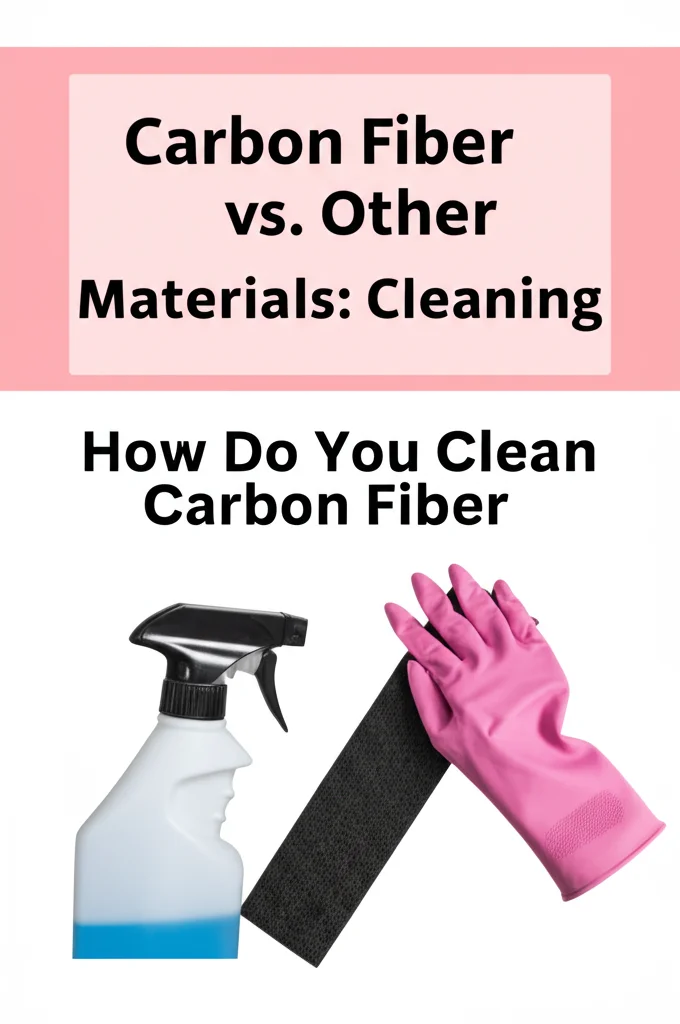 Carbon Fiber
vs. Other
Materials: Cleaning
How Do You Clean
Carbon Fiber